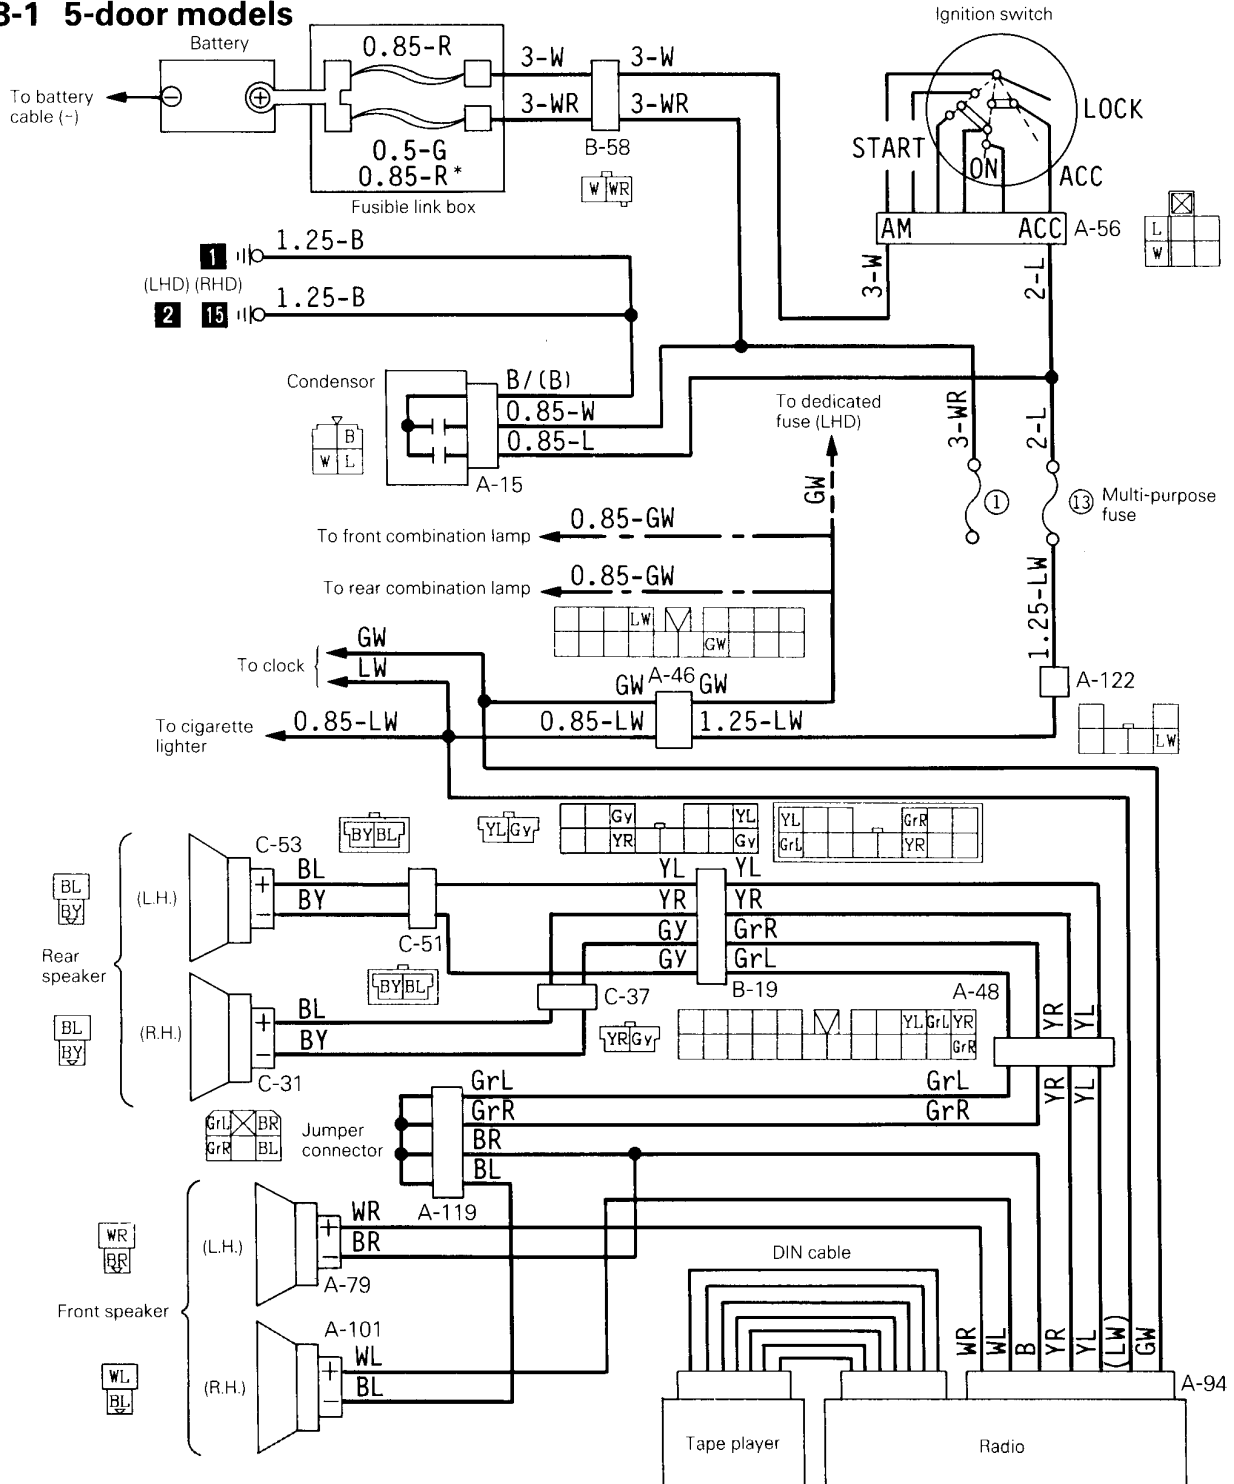 8-1 5-door models
Battery
To battery
cable (~)
0.85-R
0.5-G
0.85-R*
Fusible link box
3-W
3-WR
B-58
3-W
3-WR
W WR
Ignition switch
LOCK
START
ON
ACC
AM ACC
A-56
L
W
3-W
2-L
1
1.25-B
(LHD) (RHD)
2 15
1.25-B
Condensor
B
W L
B/(B)
0.85-W
0.85-L
A-15
To dedicated
fuse (LHD)
GW
3-WR
2-L
1
13
Multi-purpose
fuse
To front combination lamp
0.85-GW
To rear combination lamp
0.85-GW
LW
GW
1.25-LW
A-122
LW
To clock
GW
LW
A-46
GW GW
To cigarette
lighter
0.85-LW
0.85-LW
1.25-LW
BY BL
YL Gy
Gy YL
YR Gy
YL GrR
GrL YR
C-53
BL
BY
(L.H.)
BL
BY
C-51
Rear
speaker
YL YL
YR YR
GY GrR
GY GrL
B-19
BY BL
C-37
YR Gy
A-48
YL GrL YR
GrR
YR
YL
YR
YL
BL
BY
(R.H.)
BL
BY
C-31
GrL BR
GrR BL
Jumper
connector
GrL
GrR
BR
BL
GrL
GrR
A-119
WR
BR
(L.H.)
WR
BR
A-79
Front speaker
A-101
WL
BL
(R.H.)
WL
BL
DIN cable
WR
WL
B
YR
YL
(LW)
GW
A-94
Tape player
Radio